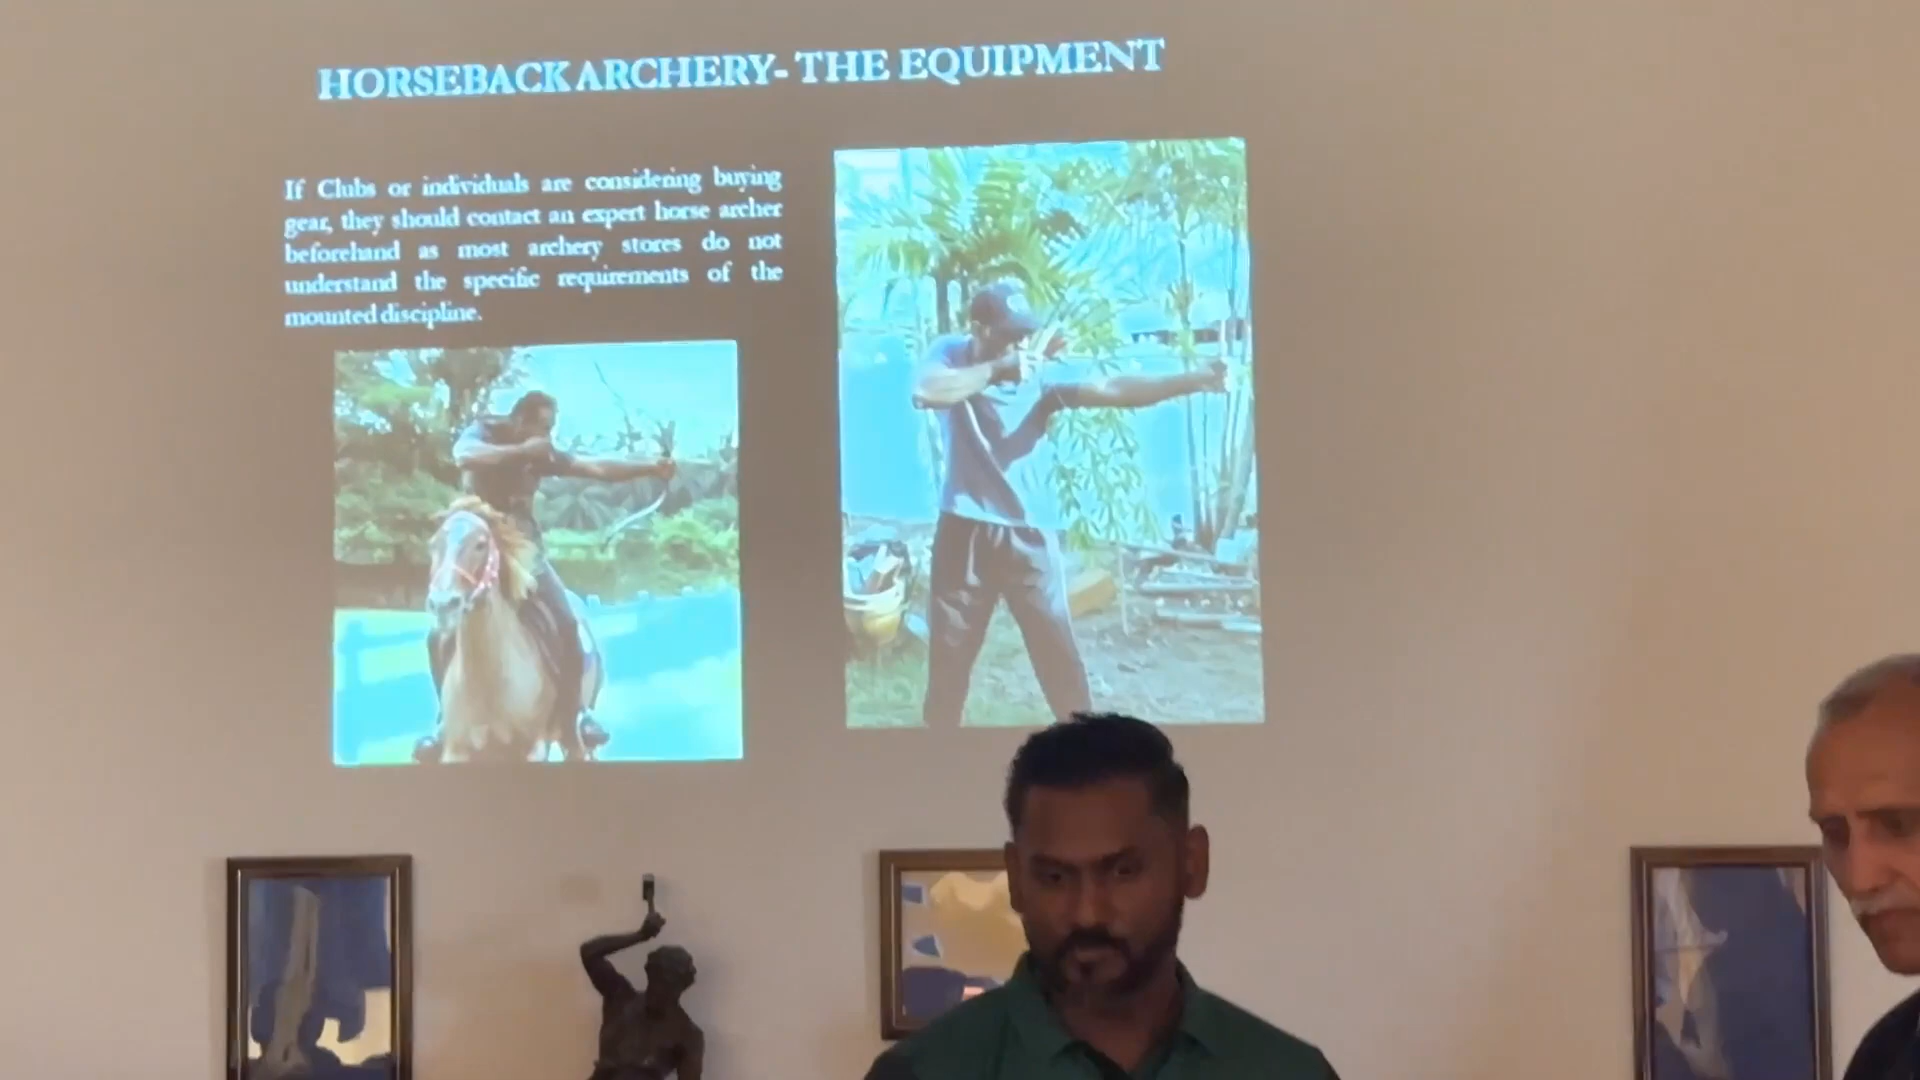 HORSEBACK ARCHERY- THE EQUIPMENT
If Clubs or individuals are considering buying
gear, they should contact an expert horse archer
beforehand as most archery stores do not
understand the specific requirements of the
mounted discipline.